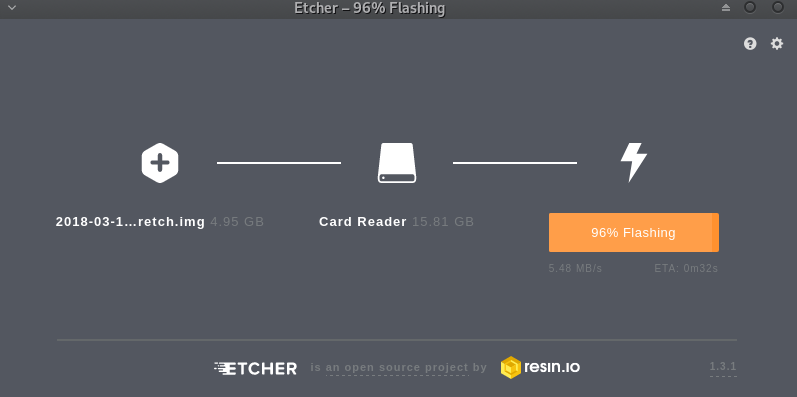 Etcher – 96% Flashing
2018-03-1...retch.img 4.95 GB
Card Reader 15.81 GB
96% Flashing
5.48 MB/s ETA: 0m32s
ETCHER is an open source project by resin.io 1.3.1